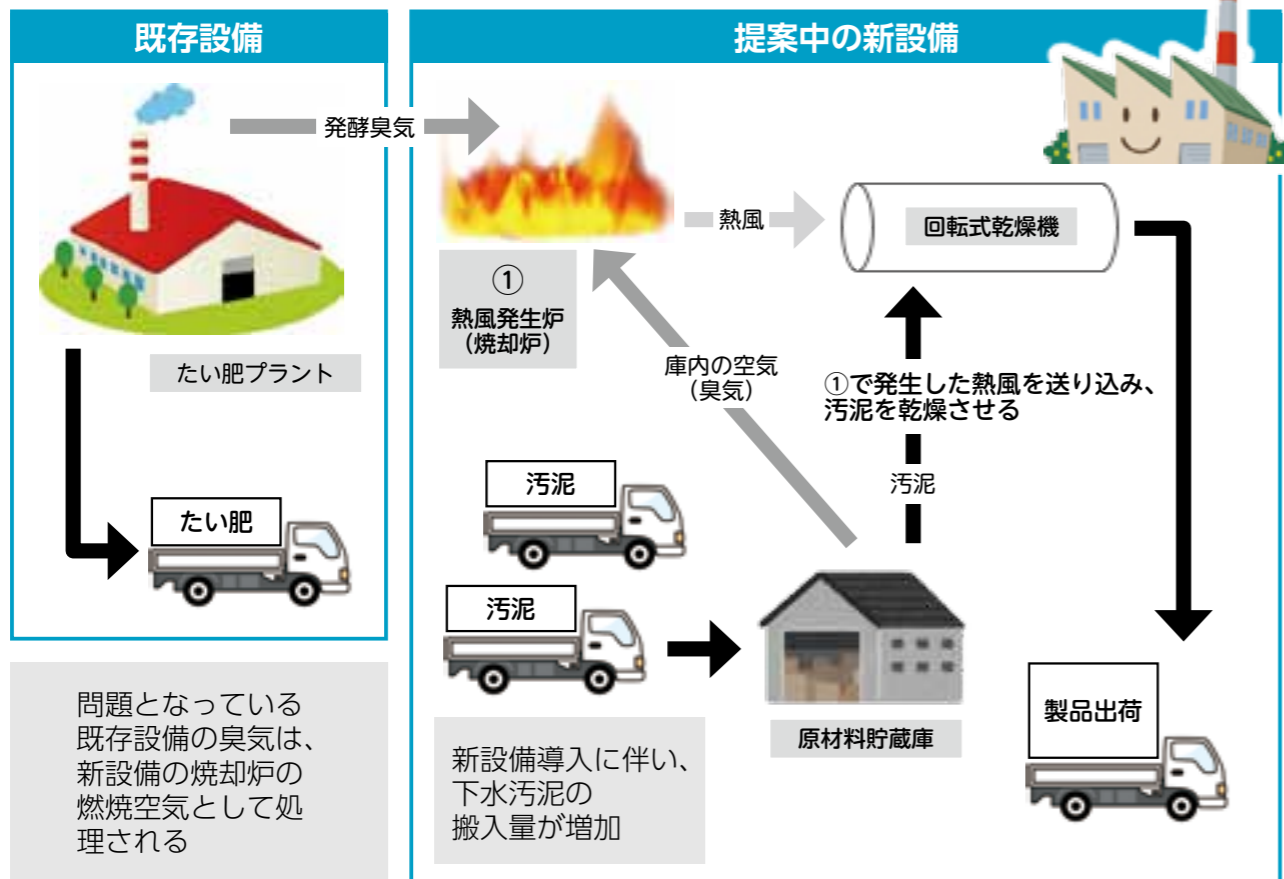 既存設備
発酵臭気
たい肥プラント
たい肥
問題となっている
既存設備の臭気は、
新設備の焼却炉の
燃焼空気として処
理される
提案中の新設備
①
熱風発生炉
（焼却炉）
熱風
回転式乾燥機
庫内の空気
（臭気）
①で発生した熱風を送り込み、
汚泥を乾燥させる
汚泥
汚泥
汚泥
原材料貯蔵庫
新設備導入に伴い、
下水汚泥の
搬入量が増加
製品出荷